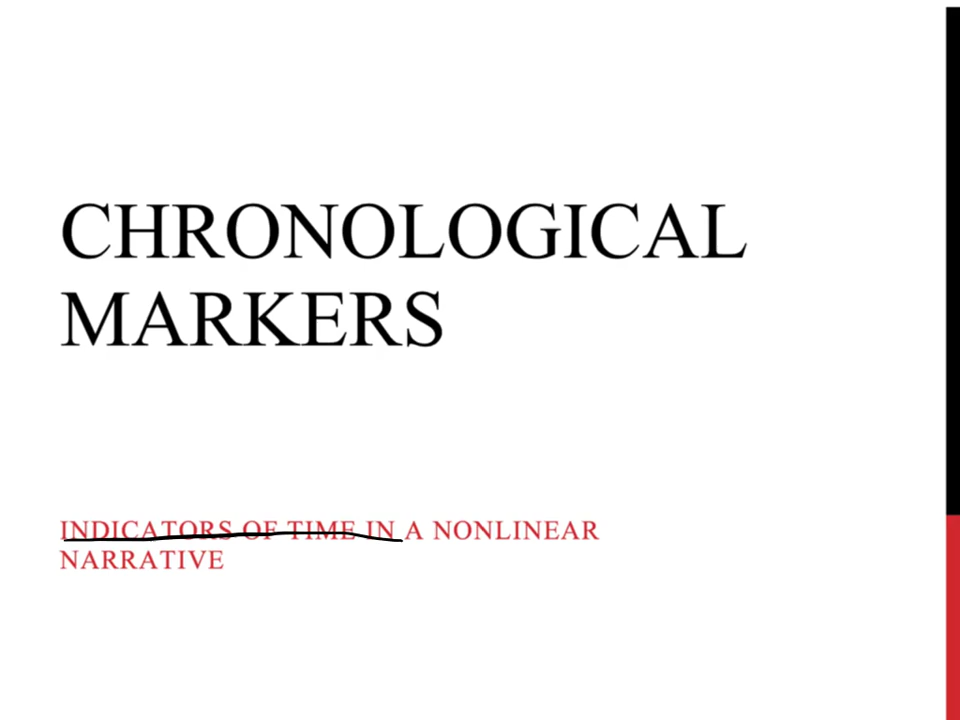 CHRONOLOGICAL
MARKERS
INDICATORS OF TIME IN A NONLINEAR
NARRATIVE